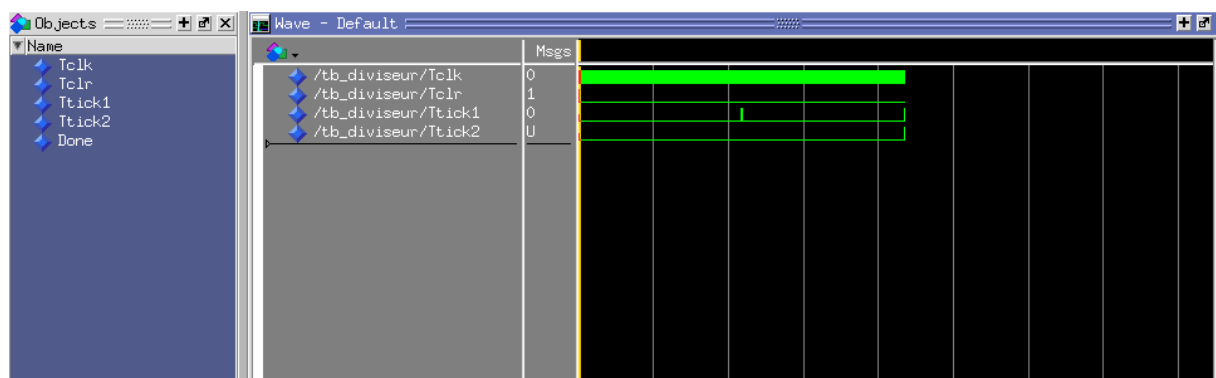 Objects
Name
Tclk
Tclr
Ttick1
Ttick2
Done
Wave - Default
Msgs
/tb_diviseur/Tclk 0
/tb_diviseur/Tclr 1
/tb_diviseur/Ttick1 0
/tb_diviseur/Ttick2 U